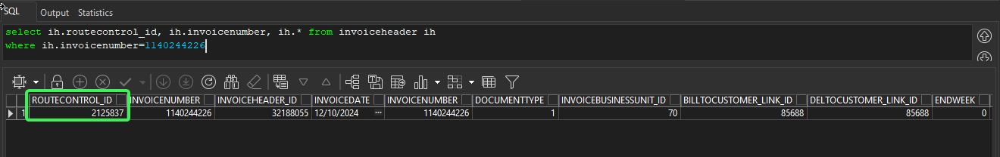 SQL Output Statistics
select ih.routecontrol_id, ih.invoicenumber, ih.* from invoiceheader ih
where ih.invoicenumber=1140244226
ROUTECONTROL_ID INVOICENUMBER INVOICEHEADER_ID INVOICEDATE INVOICENUMBER DOCUMENTTYPE INVOICEBUSINESSUNIT_ID BILLTOCUSTOMER_LINK_ID DELTOCUSTOMER_LINK_ID ENDWEEK
1 2125837 1140244226 32188055 12/10/2024 ··· 1140244226 1 70 85688 85688 0